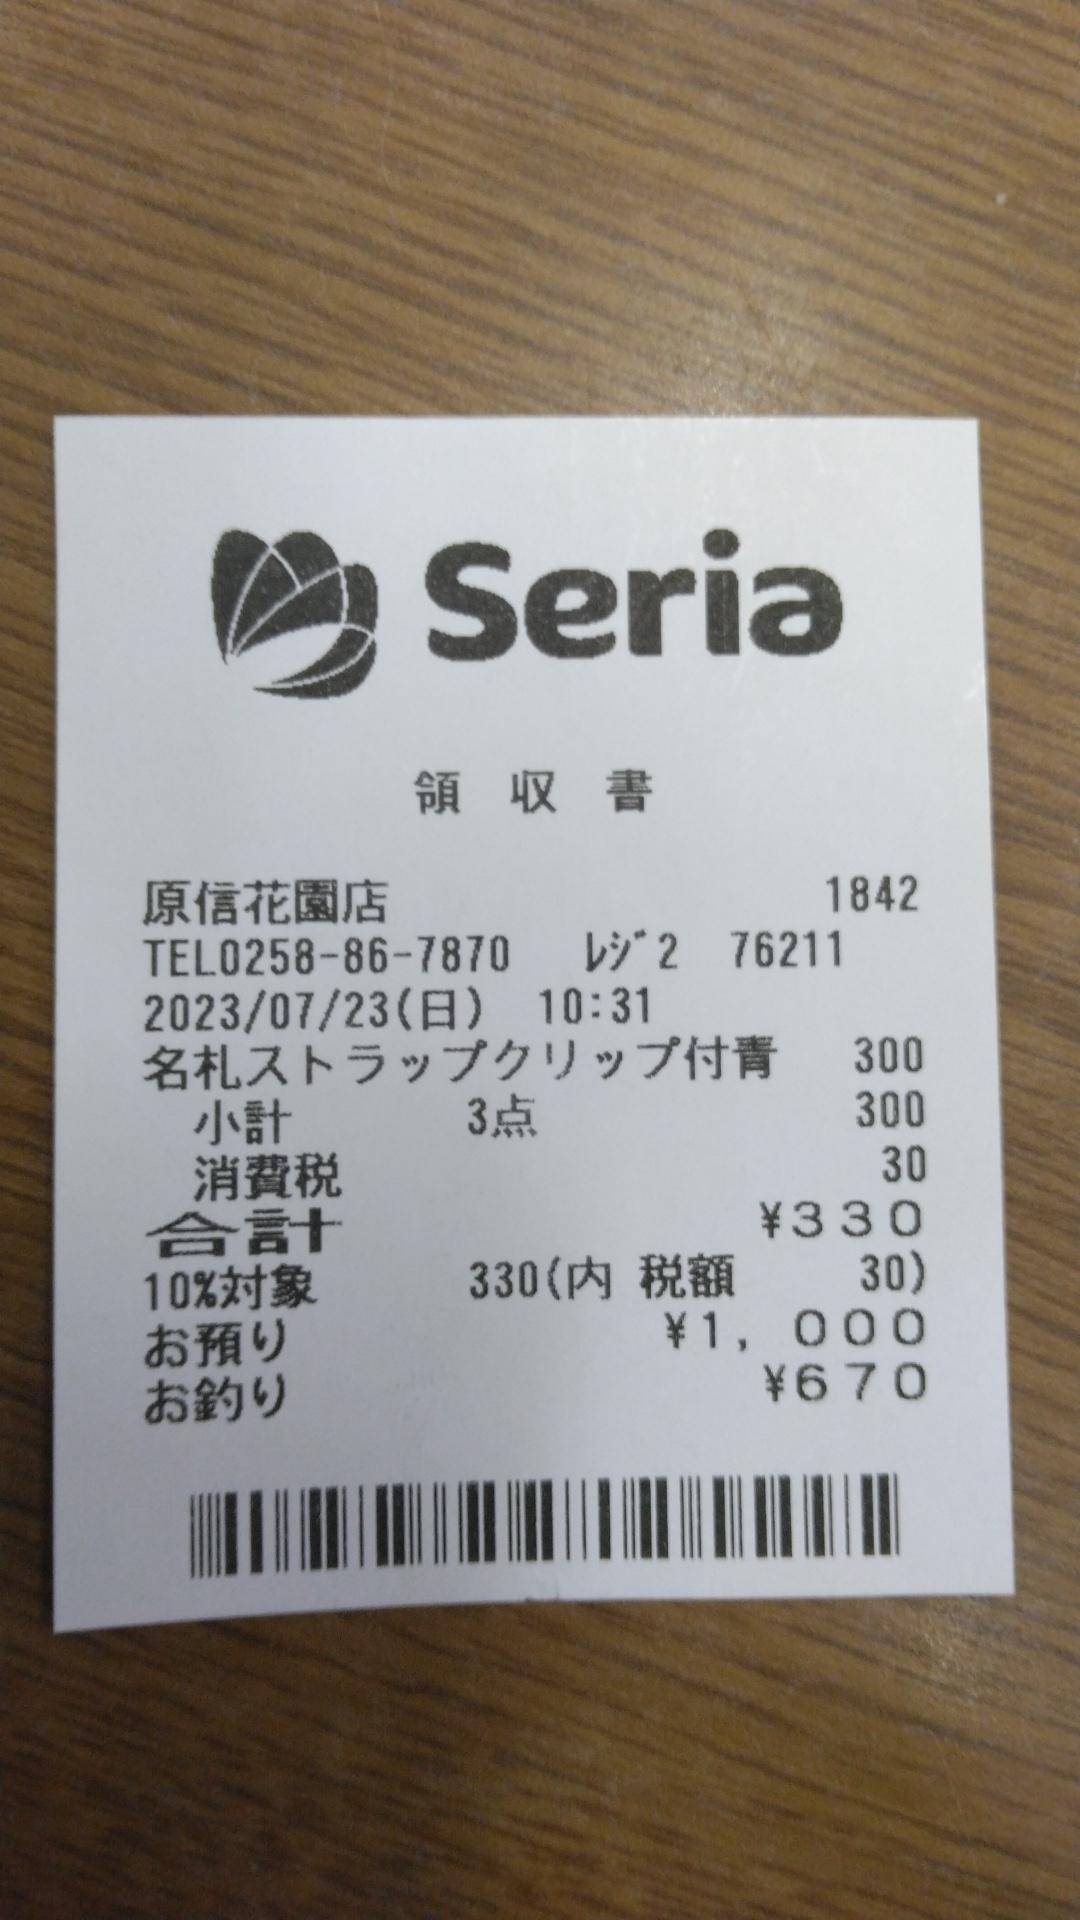 Seria
領 収 書
原信花園店 1842
TEL0258-86-7870 ﾚｼﾞ2 76211
2023/07/23(日) 10:31
名札ストラップクリップ付青 300
小計 3点 300
消費税 30
合計 ¥330
10%対象 330(内 税額 30)
お預り ¥1,000
お釣り ¥670